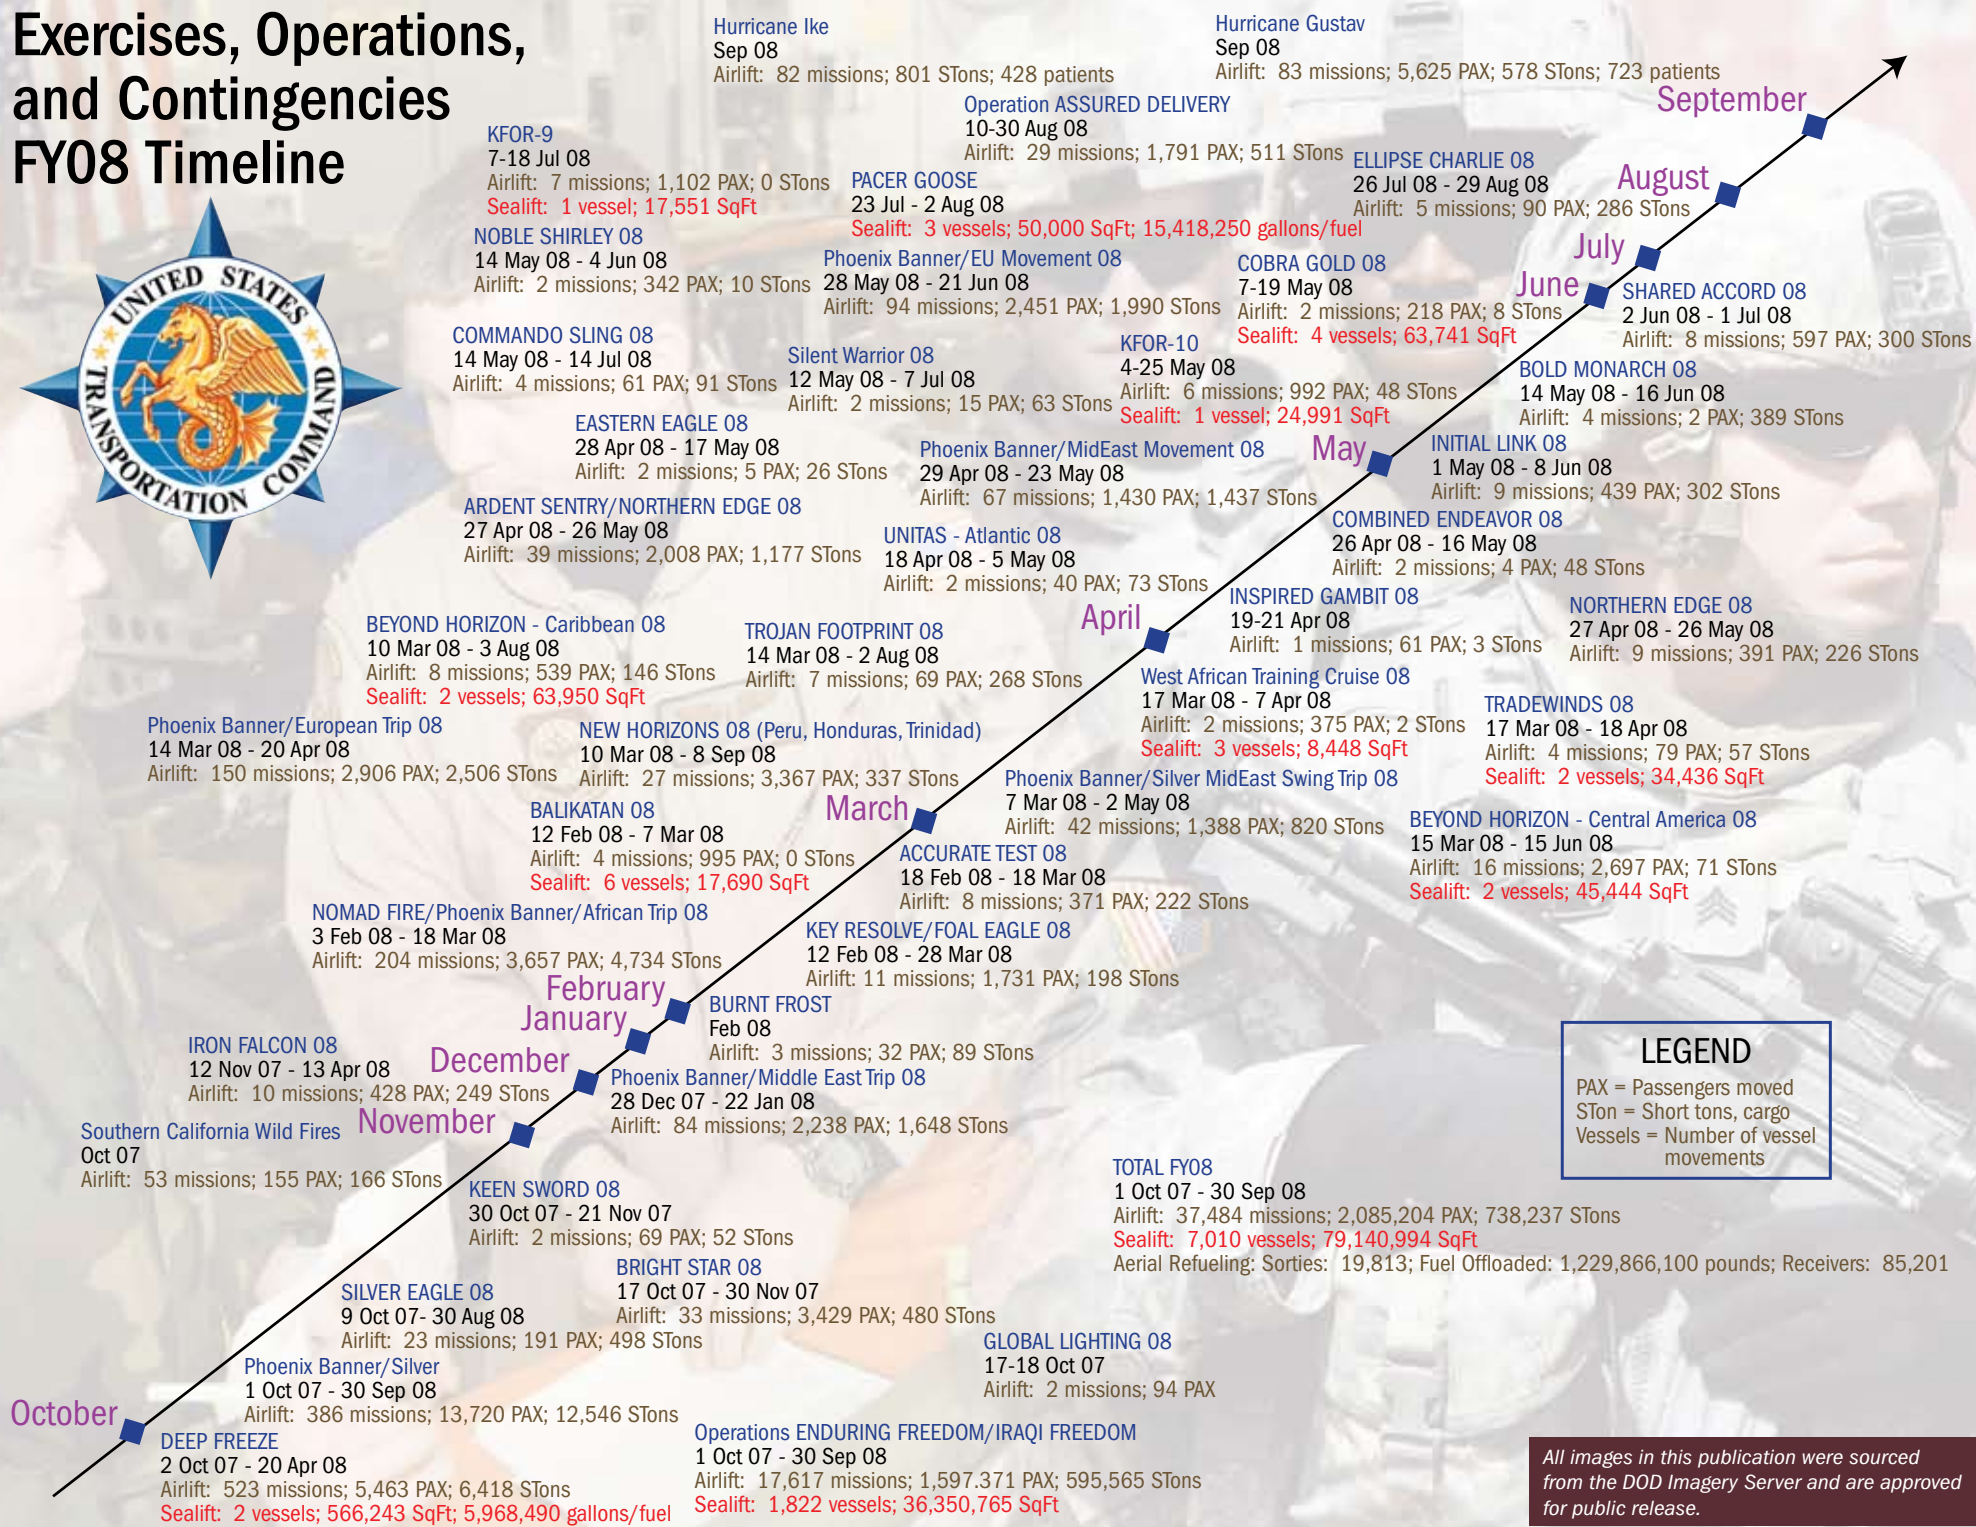 Exercises, Operations,
and Contingencies
FY08 Timeline
UNITED STATES
TRANSPORTATION COMMAND
Hurricane Ike
Sep 08
Airlift: 82 missions; 801 STons; 428 patients
Hurricane Gustav
Sep 08
Airlift: 83 missions; 5,625 PAX; 578 STons; 723 patients
September
Operation ASSURED DELIVERY
10-30 Aug 08
Airlift: 29 missions; 1,791 PAX; 511 STons
KFOR-9
7-18 Jul 08
Airlift: 7 missions; 1,102 PAX; 0 STons
Sealift: 1 vessel; 17,551 SqFt
PACER GOOSE
23 Jul - 2 Aug 08
Sealift: 3 vessels; 50,000 SqFt; 15,418,250 gallons/fuel
ELLIPSE CHARLIE 08
26 Jul 08 - 29 Aug 08
Airlift: 5 missions; 90 PAX; 286 STons
August
NOBLE SHIRLEY 08
14 May 08 - 4 Jun 08
Airlift: 2 missions; 342 PAX; 10 STons
Phoenix Banner/EU Movement 08
28 May 08 - 21 Jun 08
Airlift: 94 missions; 2,451 PAX; 1,990 STons
COBRA GOLD 08
7-19 May 08
Airlift: 2 missions; 218 PAX; 8 STons
Sealift: 4 vessels; 63,741 SqFt
July
June
SHARED ACCORD 08
2 Jun 08 - 1 Jul 08
Airlift: 8 missions; 597 PAX; 300 STons
COMMANDO SLING 08
14 May 08 - 14 Jul 08
Airlift: 4 missions; 61 PAX; 91 STons
Silent Warrior 08
12 May 08 - 7 Jul 08
Airlift: 2 missions; 15 PAX; 63 STons
KFOR-10
4-25 May 08
Airlift: 6 missions; 992 PAX; 48 STons
Sealift: 1 vessel; 24,991 SqFt
BOLD MONARCH 08
14 May 08 - 16 Jun 08
Airlift: 4 missions; 2 PAX; 389 STons
EASTERN EAGLE 08
28 Apr 08 - 17 May 08
Airlift: 2 missions; 5 PAX; 26 STons
Phoenix Banner/MidEast Movement 08
29 Apr 08 - 23 May 08
Airlift: 67 missions; 1,430 PAX; 1,437 STons
May
INITIAL LINK 08
1 May 08 - 8 Jun 08
Airlift: 9 missions; 439 PAX; 302 STons
ARDENT SENTRY/NORTHERN EDGE 08
27 Apr 08 - 26 May 08
Airlift: 39 missions; 2,008 PAX; 1,177 STons
UNITAS - Atlantic 08
18 Apr 08 - 5 May 08
Airlift: 2 missions; 40 PAX; 73 STons
COMBINED ENDEAVOR 08
26 Apr 08 - 16 May 08
Airlift: 2 missions; 4 PAX; 48 STons
April
INSPIRED GAMBIT 08
19-21 Apr 08
Airlift: 1 missions; 61 PAX; 3 STons
NORTHERN EDGE 08
27 Apr 08 - 26 May 08
Airlift: 9 missions; 391 PAX; 226 STons
BEYOND HORIZON - Caribbean 08
10 Mar 08 - 3 Aug 08
Airlift: 8 missions; 539 PAX; 146 STons
Sealift: 2 vessels; 63,950 SqFt
TROJAN FOOTPRINT 08
14 Mar 08 - 2 Aug 08
Airlift: 7 missions; 69 PAX; 268 STons
West African Training Cruise 08
17 Mar 08 - 7 Apr 08
Airlift: 2 missions; 375 PAX; 2 STons
Sealift: 3 vessels; 8,448 SqFt
TRADEWINDS 08
17 Mar 08 - 18 Apr 08
Airlift: 4 missions; 79 PAX; 57 STons
Sealift: 2 vessels; 34,436 SqFt
Phoenix Banner/European Trip 08
14 Mar 08 - 20 Apr 08
Airlift: 150 missions; 2,906 PAX; 2,506 STons
NEW HORIZONS 08 (Peru, Honduras, Trinidad)
10 Mar 08 - 8 Sep 08
Airlift: 27 missions; 3,367 PAX; 337 STons
Phoenix Banner/Silver MidEast Swing Trip 08
7 Mar 08 - 2 May 08
Airlift: 42 missions; 1,388 PAX; 820 STons
March
BALIKATAN 08
12 Feb 08 - 7 Mar 08
Airlift: 4 missions; 995 PAX; 0 STons
Sealift: 6 vessels; 17,690 SqFt
BEYOND HORIZON - Central America 08
15 Mar 08 - 15 Jun 08
Airlift: 16 missions; 2,697 PAX; 71 STons
Sealift: 2 vessels; 45,444 SqFt
ACCURATE TEST 08
18 Feb 08 - 18 Mar 08
Airlift: 8 missions; 371 PAX; 222 STons
NOMAD FIRE/Phoenix Banner/African Trip 08
3 Feb 08 - 18 Mar 08
Airlift: 204 missions; 3,657 PAX; 4,734 STons
KEY RESOLVE/FOAL EAGLE 08
12 Feb 08 - 28 Mar 08
Airlift: 11 missions; 1,731 PAX; 198 STons
February
January
BURNT FROST
Feb 08
Airlift: 3 missions; 32 PAX; 89 STons
IRON FALCON 08
12 Nov 07 - 13 Apr 08
Airlift: 10 missions; 428 PAX; 249 STons
December
Phoenix Banner/Middle East Trip 08
28 Dec 07 - 22 Jan 08
Airlift: 84 missions; 2,238 PAX; 1,648 STons
LEGEND
PAX = Passengers moved
STon = Short tons, cargo
Vessels = Number of vessel
movements
November
Southern California Wild Fires
Oct 07
Airlift: 53 missions; 155 PAX; 166 STons
KEEN SWORD 08
30 Oct 07 - 21 Nov 07
Airlift: 2 missions; 69 PAX; 52 STons
TOTAL FY08
1 Oct 07 - 30 Sep 08
Airlift: 37,484 missions; 2,085,204 PAX; 738,237 STons
Sealift: 7,010 vessels; 79,140,994 SqFt
Aerial Refueling: Sorties: 19,813; Fuel Offloaded: 1,229,866,100 pounds; Receivers: 85,201
BRIGHT STAR 08
17 Oct 07 - 30 Nov 07
Airlift: 33 missions; 3,429 PAX; 480 STons
SILVER EAGLE 08
9 Oct 07- 30 Aug 08
Airlift: 23 missions; 191 PAX; 498 STons
GLOBAL LIGHTING 08
17-18 Oct 07
Airlift: 2 missions; 94 PAX
Phoenix Banner/Silver
1 Oct 07 - 30 Sep 08
Airlift: 386 missions; 13,720 PAX; 12,546 STons
October
DEEP FREEZE
2 Oct 07 - 20 Apr 08
Airlift: 523 missions; 5,463 PAX; 6,418 STons
Sealift: 2 vessels; 566,243 SqFt; 5,968,490 gallons/fuel
Operations ENDURING FREEDOM/IRAQI FREEDOM
1 Oct 07 - 30 Sep 08
Airlift: 17,617 missions; 1,597.371 PAX; 595,565 STons
Sealift: 1,822 vessels; 36,350,765 SqFt
All images in this publication were sourced
from the DOD Imagery Server and are approved
for public release.